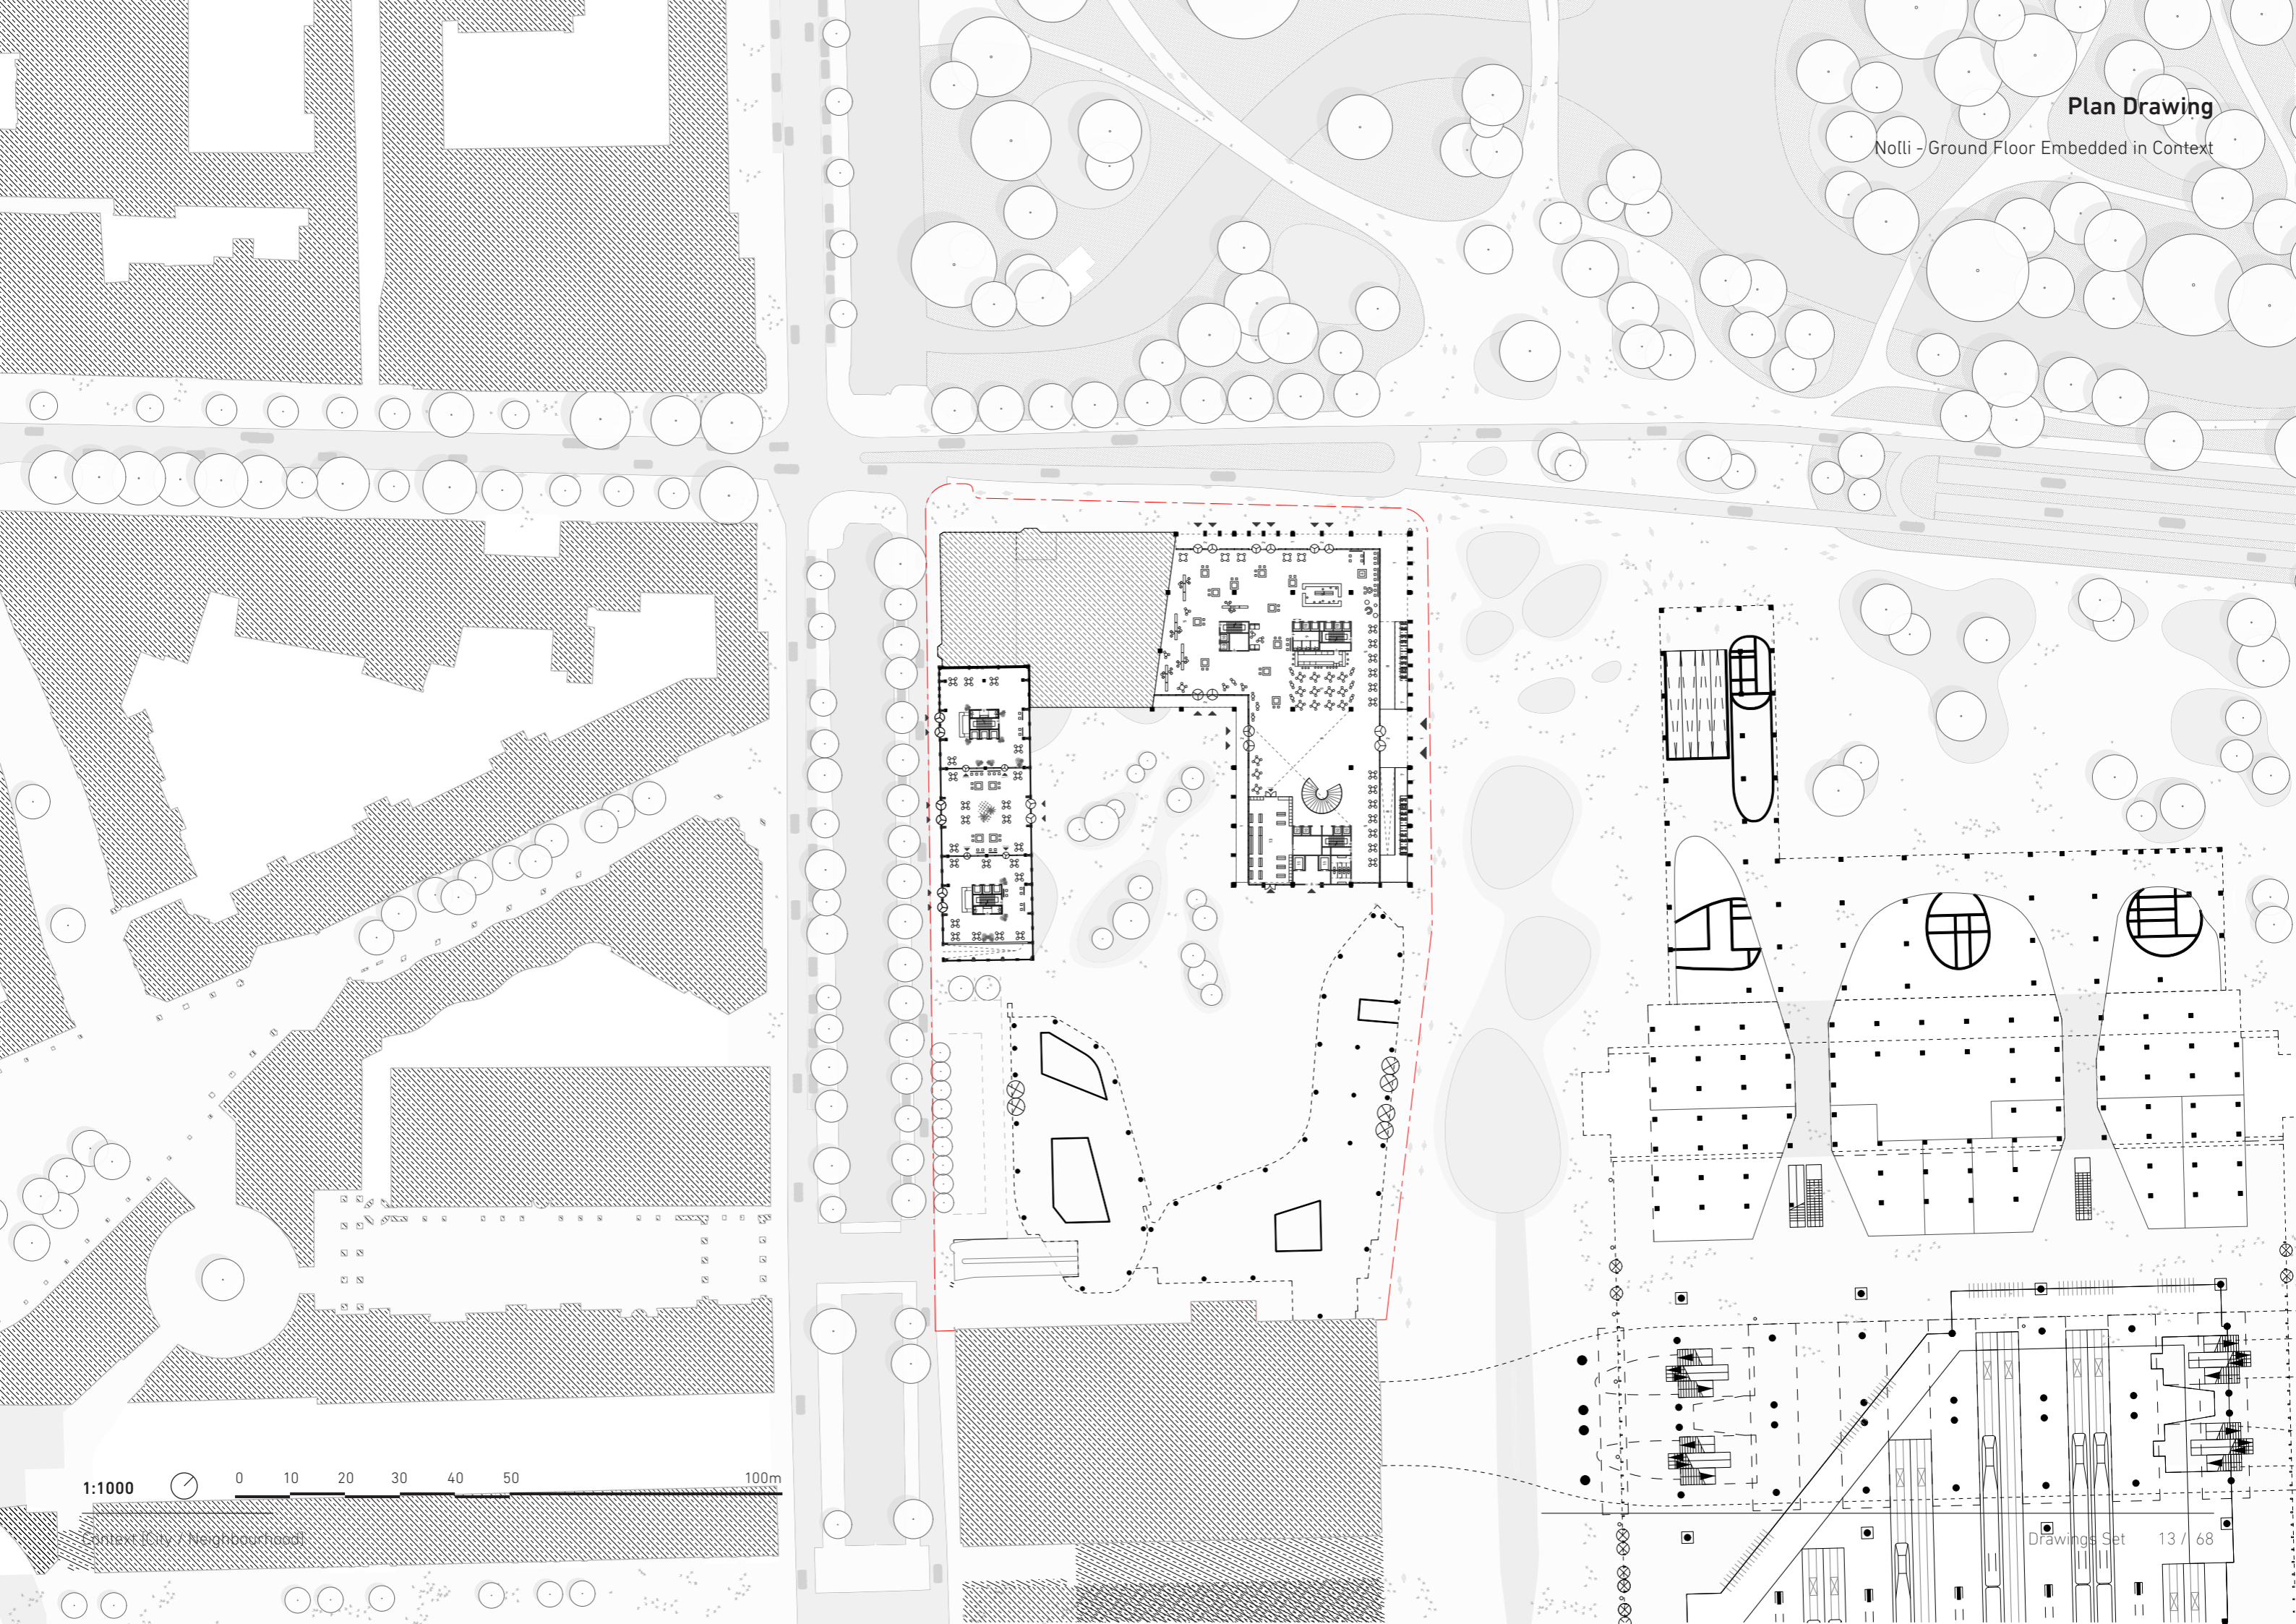 Plan Drawing
Nolli - Ground Floor Embedded in Context
1:1000
0 10 20 30 40 50 100m
Context [City / Neighbourhood]
Drawings Set 13 / 68